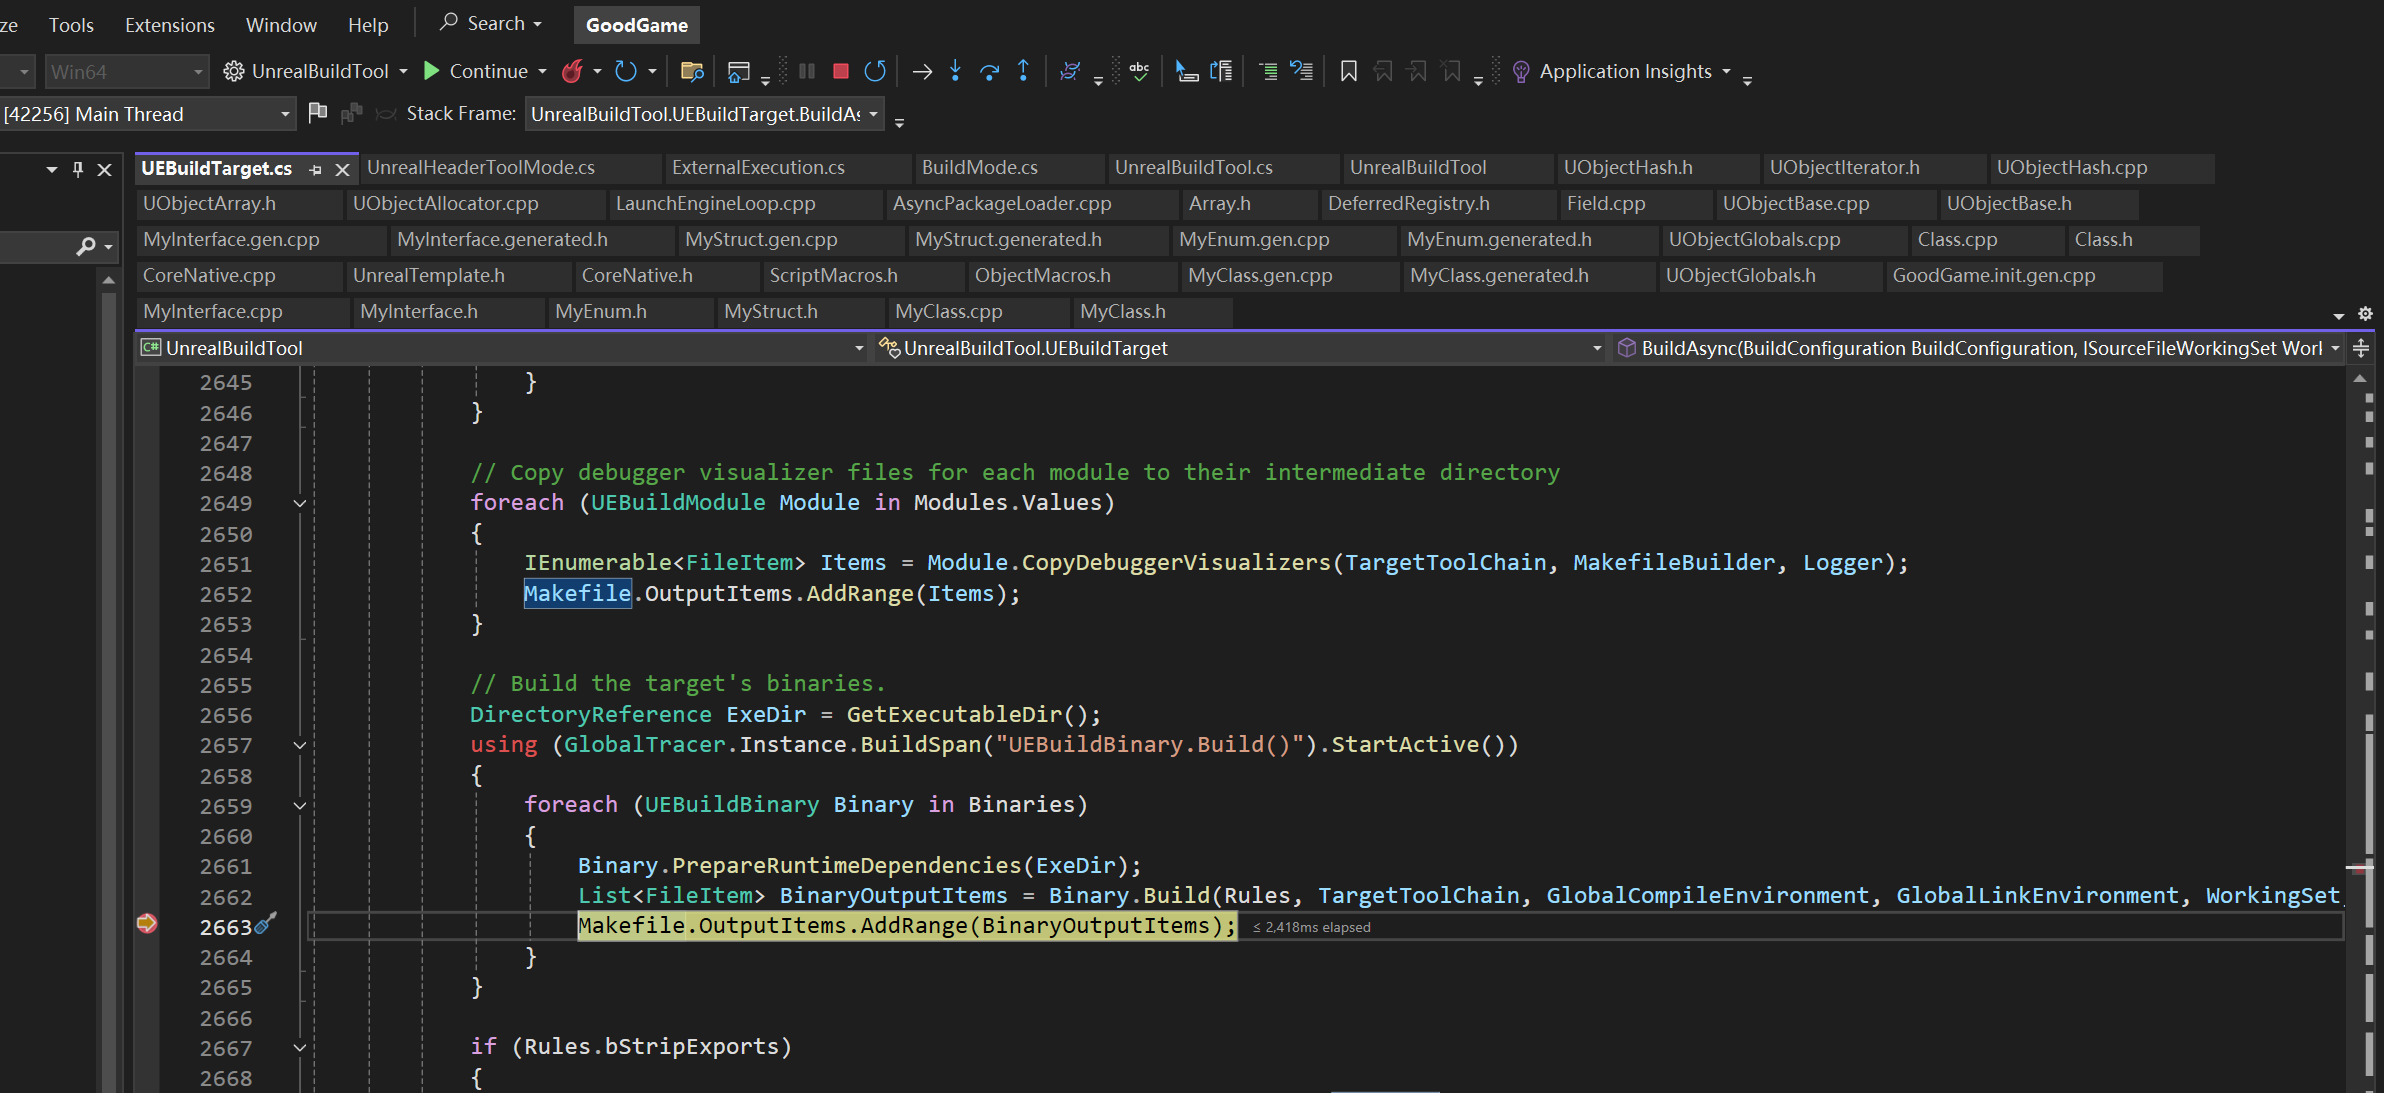 ze Tools Extensions Window Help Search GoodGame
Win64 UnrealBuildTool Continue abc Application Insights
[42256] Main Thread Stack Frame: UnrealBuildTool.UEBuildTarget.BuildAs
UEBuildTarget.cs UnrealHeaderToolMode.cs ExternalExecution.cs BuildMode.cs UnrealBuildTool.cs UnrealBuildTool UObjectHash.h UObjectIterator.h UObjectHash.cpp
UObjectArray.h UObjectAllocator.cpp LaunchEngineLoop.cpp AsyncPackageLoader.cpp Array.h DeferredRegistry.h Field.cpp UObjectBase.cpp UObjectBase.h
MyInterface.gen.cpp MyInterface.generated.h MyStruct.gen.cpp MyStruct.generated.h MyEnum.gen.cpp MyEnum.generated.h UObjectGlobals.cpp Class.cpp Class.h
CoreNative.cpp UnrealTemplate.h CoreNative.h ScriptMacros.h ObjectMacros.h MyClass.gen.cpp MyClass.generated.h UObjectGlobals.h GoodGame.init.gen.cpp
MyInterface.cpp MyInterface.h MyEnum.h MyStruct.h MyClass.cpp MyClass.h
C# UnrealBuildTool UnrealBuildTool.UEBuildTarget BuildAsync(BuildConfiguration BuildConfiguration, ISourceFileWorkingSet Worl
2645 }
2646 }
2647
2648 // Copy debugger visualizer files for each module to their intermediate directory
2649 foreach (UEBuildModule Module in Modules.Values)
2650 {
2651 IEnumerable<FileItem> Items = Module.CopyDebuggerVisualizers(TargetToolChain, MakefileBuilder, Logger);
2652 Makefile.OutputItems.AddRange(Items);
2653 }
2654
2655 // Build the target's binaries.
2656 DirectoryReference ExeDir = GetExecutableDir();
2657 using (GlobalTracer.Instance.BuildSpan("UEBuildBinary.Build()").StartActive())
2658 {
2659 foreach (UEBuildBinary Binary in Binaries)
2660 {
2661 Binary.PrepareRuntimeDependencies(ExeDir);
2662 List<FileItem> BinaryOutputItems = Binary.Build(Rules, TargetToolChain, GlobalCompileEnvironment, GlobalLinkEnvironment, WorkingSet,
2663 Makefile.OutputItems.AddRange(BinaryOutputItems); ≤ 2,418ms elapsed
2664 }
2665 }
2666
2667 if (Rules.bStripExports)
2668 {